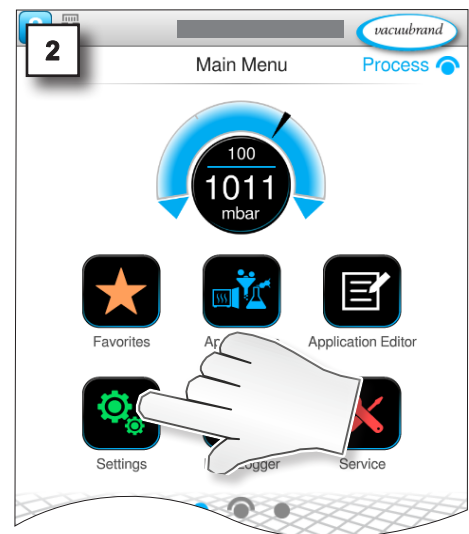 2
vacuubrand
Main Menu
Process
100
1011
mbar
Favorites
Application Editor
Settings
Service